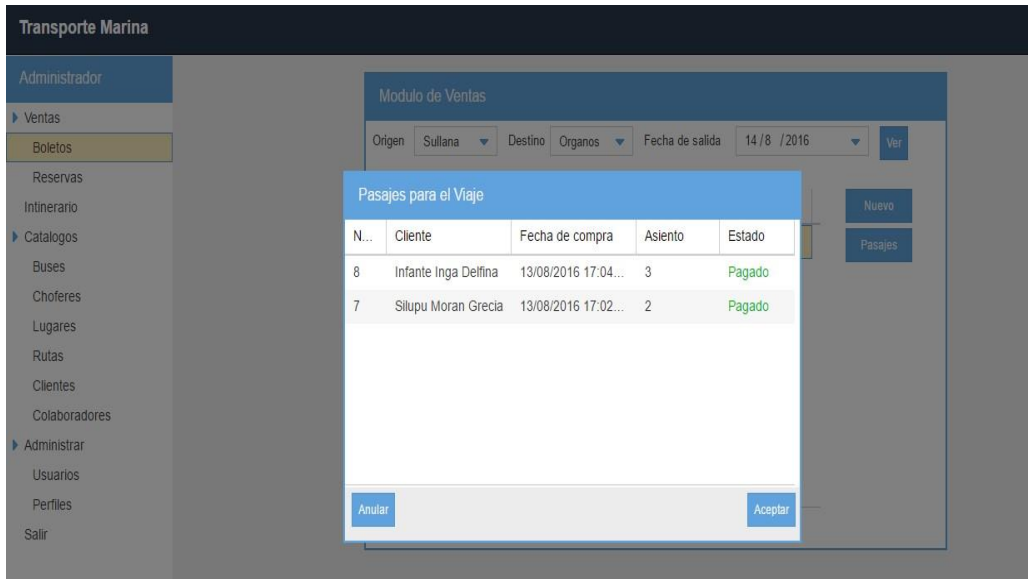 Transporte Marina
Administrador
Ventas
Boletos
Reservas
Intinerario
Catalogos
Buses
Choferes
Lugares
Rutas
Clientes
Colaboradores
Administrar
Usuarios
Perfiles
Salir
Modulo de Ventas
Origen Sullana Destino Organos Fecha de salida 14/8 /2016 Ver
Nuevo
Pasajes
Pasajes para el Viaje
N... Cliente Fecha de compra Asiento Estado
8 Infante Inga Delfina 13/08/2016 17:04... 3 Pagado
7 Silupu Moran Grecia 13/08/2016 17:02... 2 Pagado
Anular Aceptar